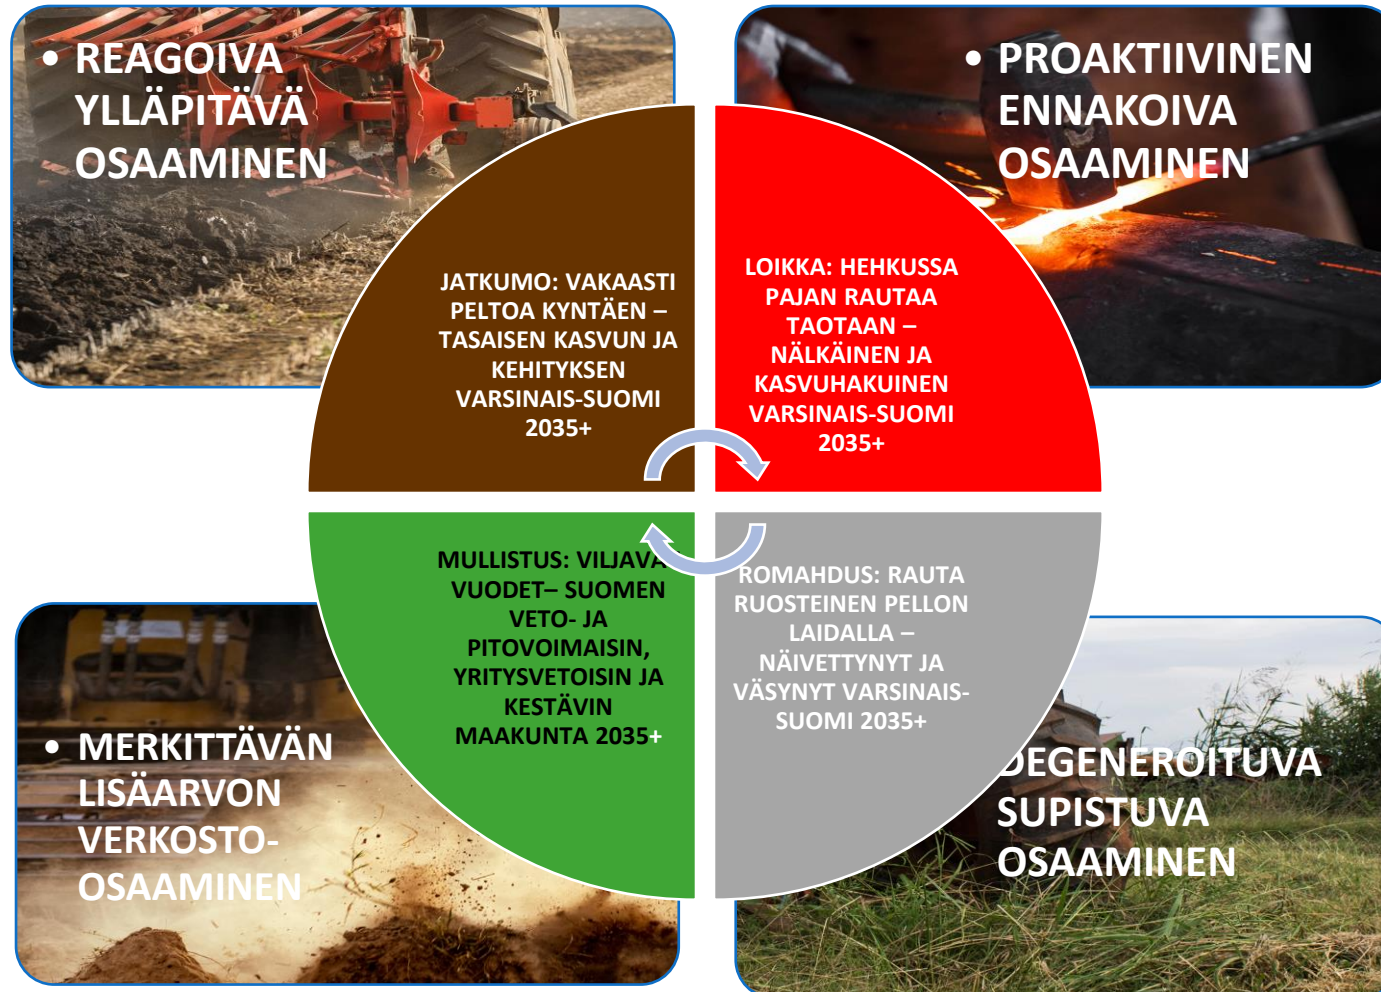 • REAGOIVA
YLLÄPITÄVÄ
OSAAMINEN
• PROAKTIIVINEN
ENNAKOIVA
OSAAMINEN
JATKUMO: VAKAASTI
PELTOA KYNTÄEN –
TASAISEN KASVUN JA
KEHITYKSEN
VARSINAIS-SUOMI
2035+
LOIKKA: HEHKUSSA
PAJAN RAUTAA
TAOTAAN –
NÄLKÄINEN JA
KASVUHAKUINEN
VARSINAIS-SUOMI
2035+
MULLISTUS: VILJAVA
VUODET– SUOMEN
VETO- JA
PITOVOIMAISIN,
YRITYSVETOISIN JA
KESTÄVIN
MAAKUNTA 2035+
ROMAHDUS: RAUTA
RUOSTEINEN PELLON
LAIDALLA –
NÄIVETTYNYT JA
VÄSYNYT VARSINAIS-
SUOMI 2035+
• MERKITTÄVÄN
LISÄARVON
VERKOSTO-
OSAAMINEN
DEGENEROITUVA
SUPISTUVA
OSAAMINEN